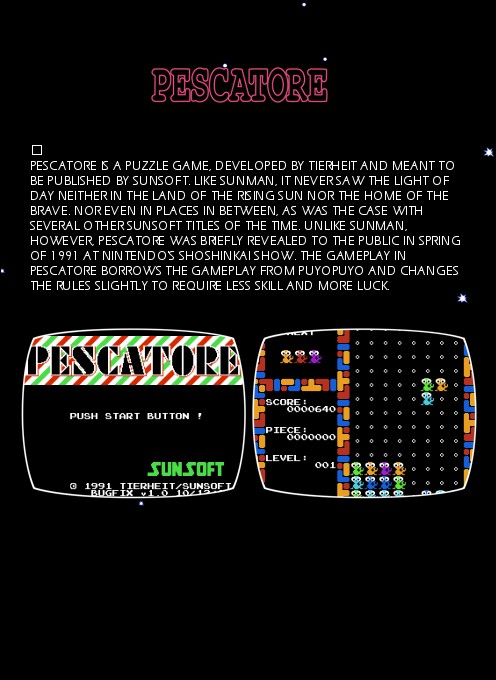 PESCATORE
PESCATORE IS A PUZZLE GAME, DEVELOPED BY TIERHEIT AND MEANT TO
BE PUBLISHED BY SUNSOFT. LIKE SUNMAN, IT NEVER SAW THE LIGHT OF
DAY NEITHER IN THE LAND OF THE RISING SUN NOR THE HOME OF THE
BRAVE. NOR EVEN IN PLACES IN BETWEEN, AS WAS THE CASE WITH
SEVERAL OTHER SUNSOFT TITLES OF THE TIME. UNLIKE SUNMAN,
HOWEVER, PESCATORE WAS BRIEFLY REVEALED TO THE PUBLIC IN SPRING
OF 1991 AT NINTENDO'S SHOSHINKAI SHOW. THE GAMEPLAY IN
PESCATORE BORROWS THE GAMEPLAY FROM PUYOPUYO AND CHANGES
THE RULES SLIGHTLY TO REQUIRE LESS SKILL AND MORE LUCK.
PESCATORE
PUSH START BUTTON !
SUNSOFT
© 1991 TIERHEIT/SUNSOFT
BUGFIX v1.0
NEXT
SCORE:
0000640
PIECE:
0000000
LEVEL:
001